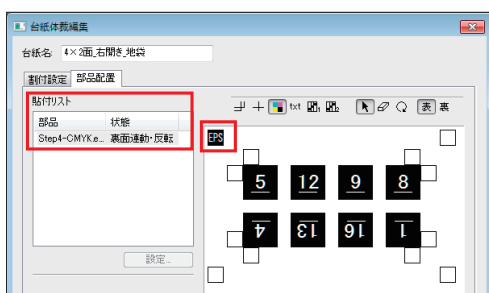 台紙体裁編集
台紙名: 4×2面_右開き_地袋
割付設定 部品配置
貼付リスト
部品 状態
Step4-CMYK.e... 裏面連動・反転
設定...
txt 表 裏
EPS
5 12 9 8
4 13 16 1